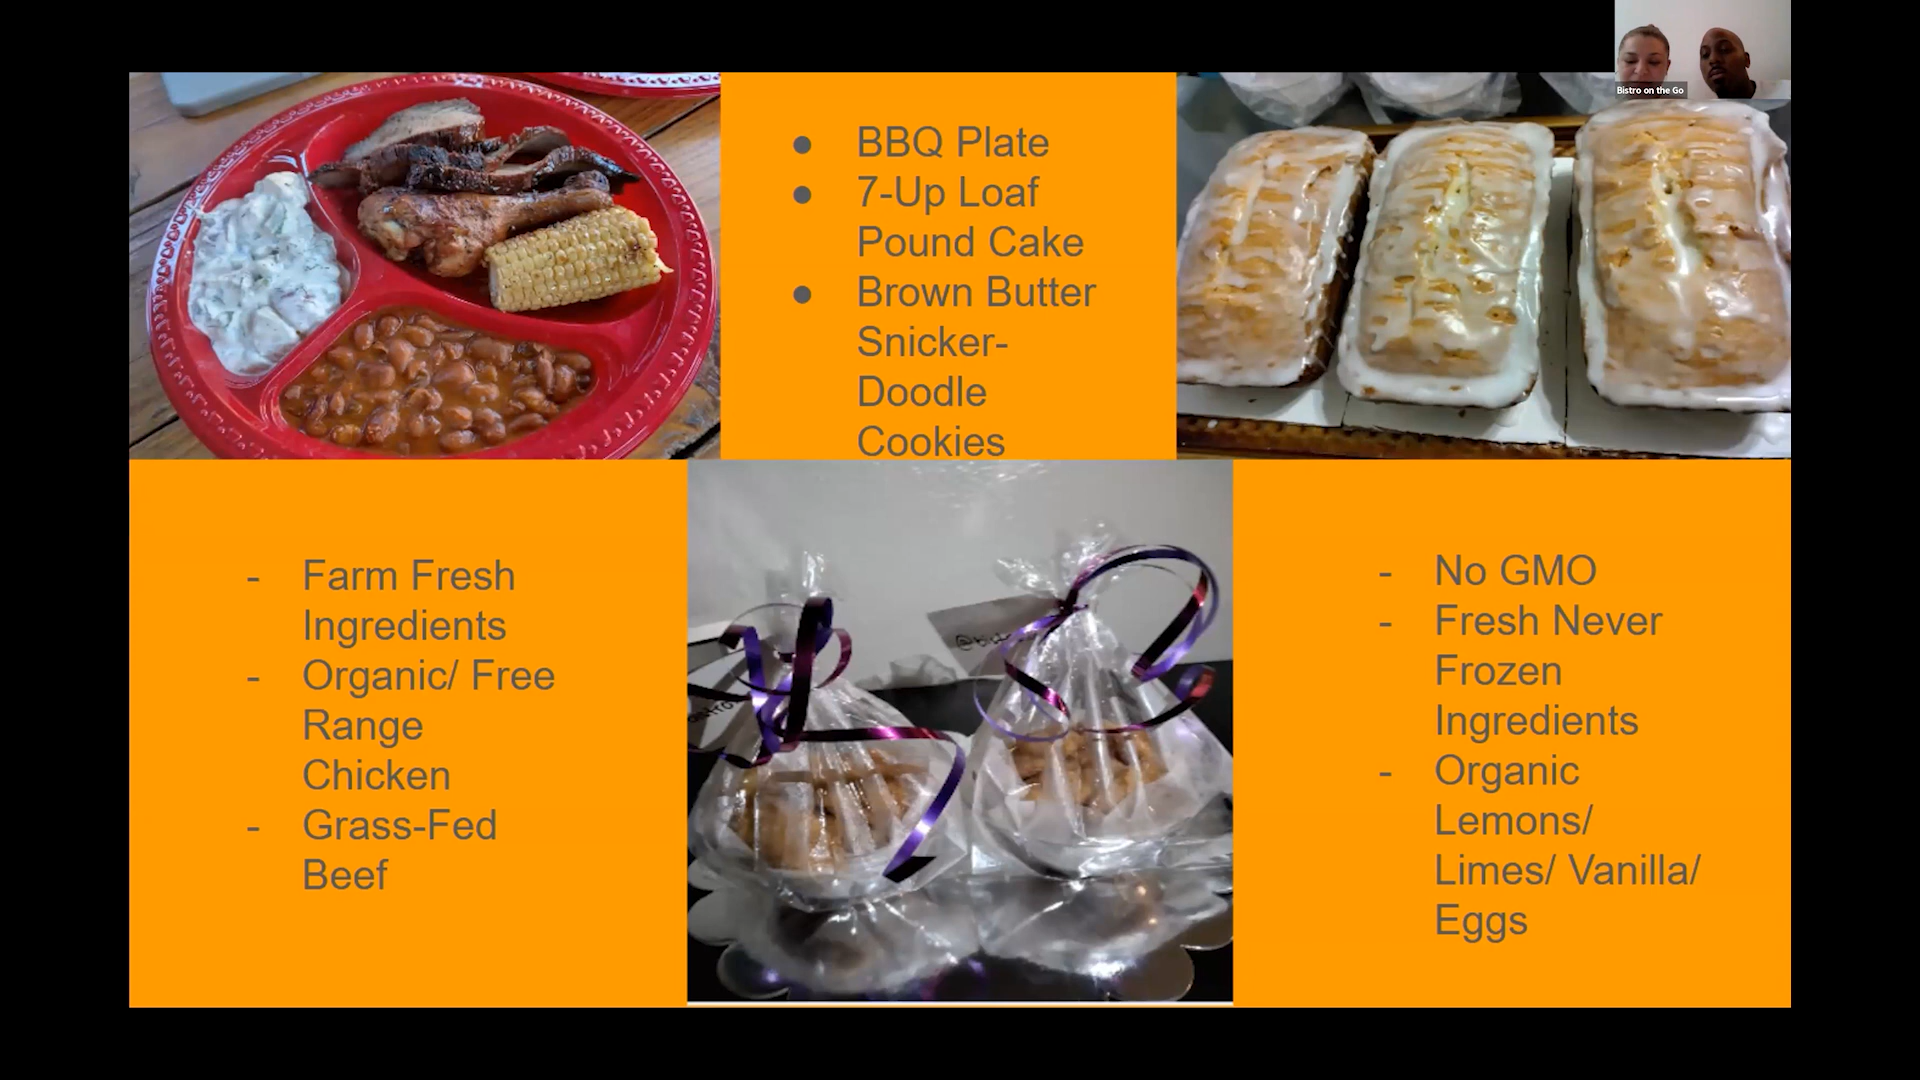 Bistro on the Go
● BBQ Plate
● 7-Up Loaf
Pound Cake
● Brown Butter
Snicker-
Doodle
Cookies
- Farm Fresh
Ingredients
- Organic/ Free
Range
Chicken
- Grass-Fed
Beef
- No GMO
- Fresh Never
Frozen
Ingredients
- Organic
Lemons/
Limes/ Vanilla/
Eggs